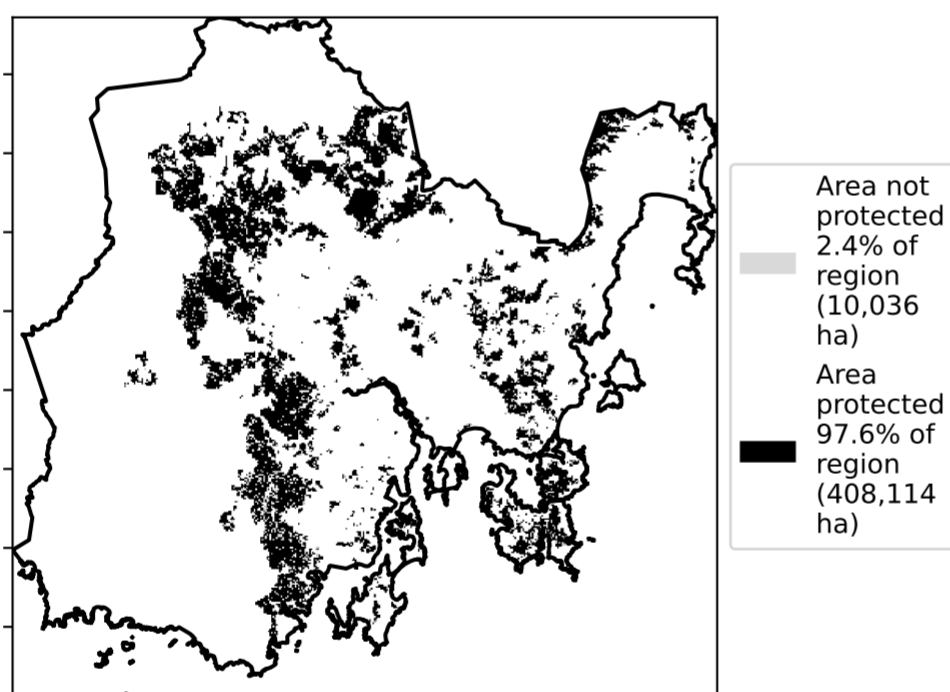 Area not
protected
2.4% of
region
(10,036
ha)
Area
protected
97.6% of
region
(408,114
ha)